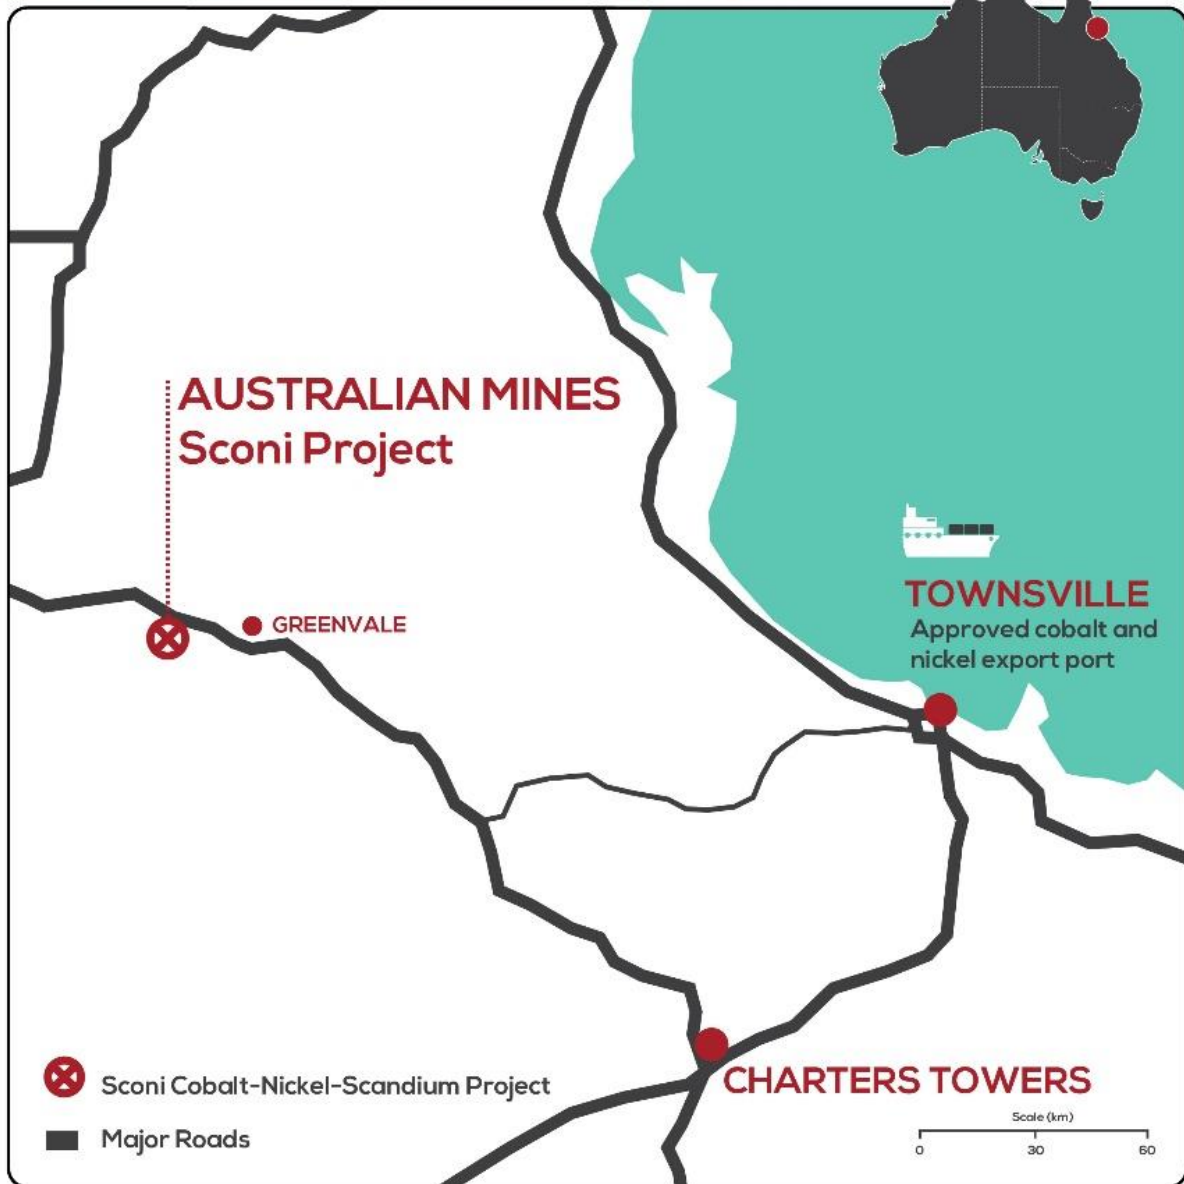 AUSTRALIAN MINES
Sconi Project
GREENVALE
TOWNSVILLE
Approved cobalt and
nickel export port
CHARTERS TOWERS
Sconi Cobalt-Nickel-Scandium Project
Major Roads
Scale (km)
0 30 60